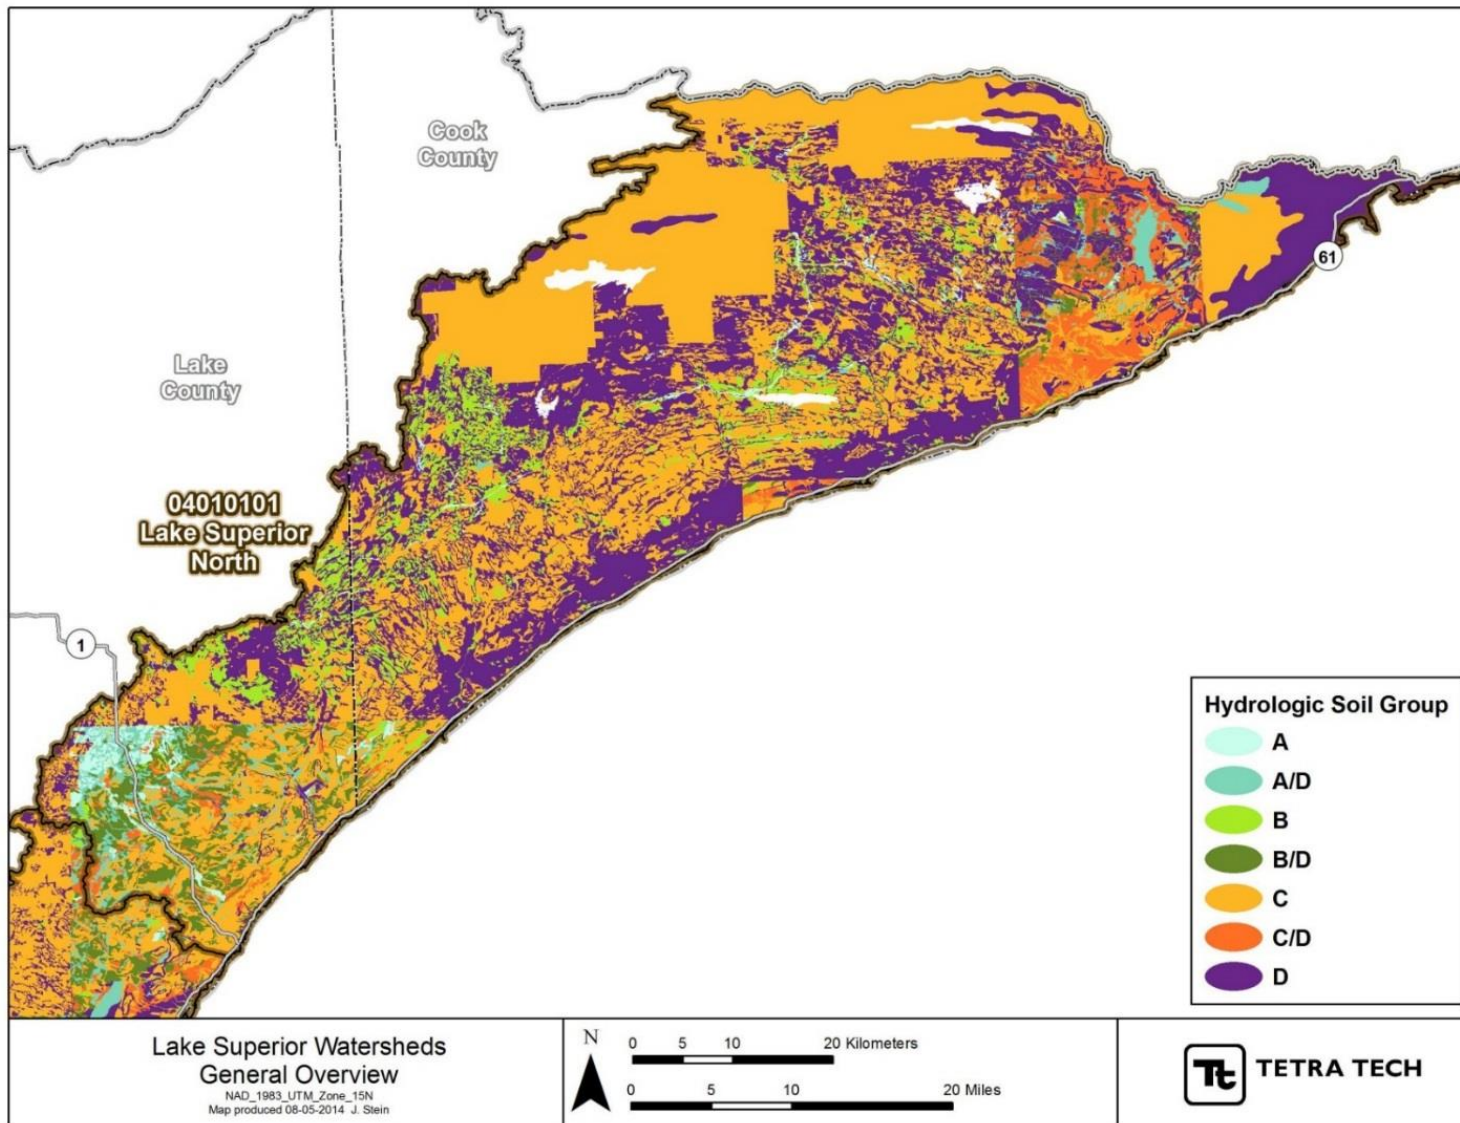 Cook
County
61
Lake
County
04010101
Lake Superior
North
1
Hydrologic Soil Group
A
A/D
B
B/D
C
C/D
D
Lake Superior Watersheds
General Overview
NAD_1983_UTM_Zone_15N
Map produced 08-05-2014 J. Stein
N
0 5 10 20 Kilometers
0 5 10 20 Miles
Tt TETRA TECH